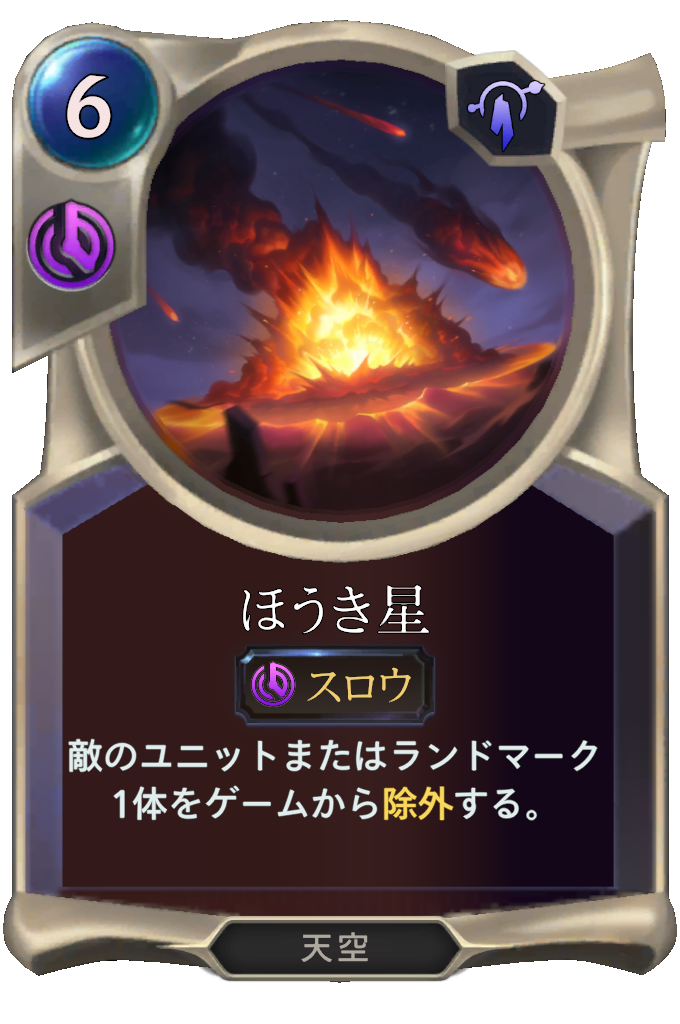 6
ほうき星
スロウ
敵のユニットまたはランドマーク
1体をゲームから除外する。
天空